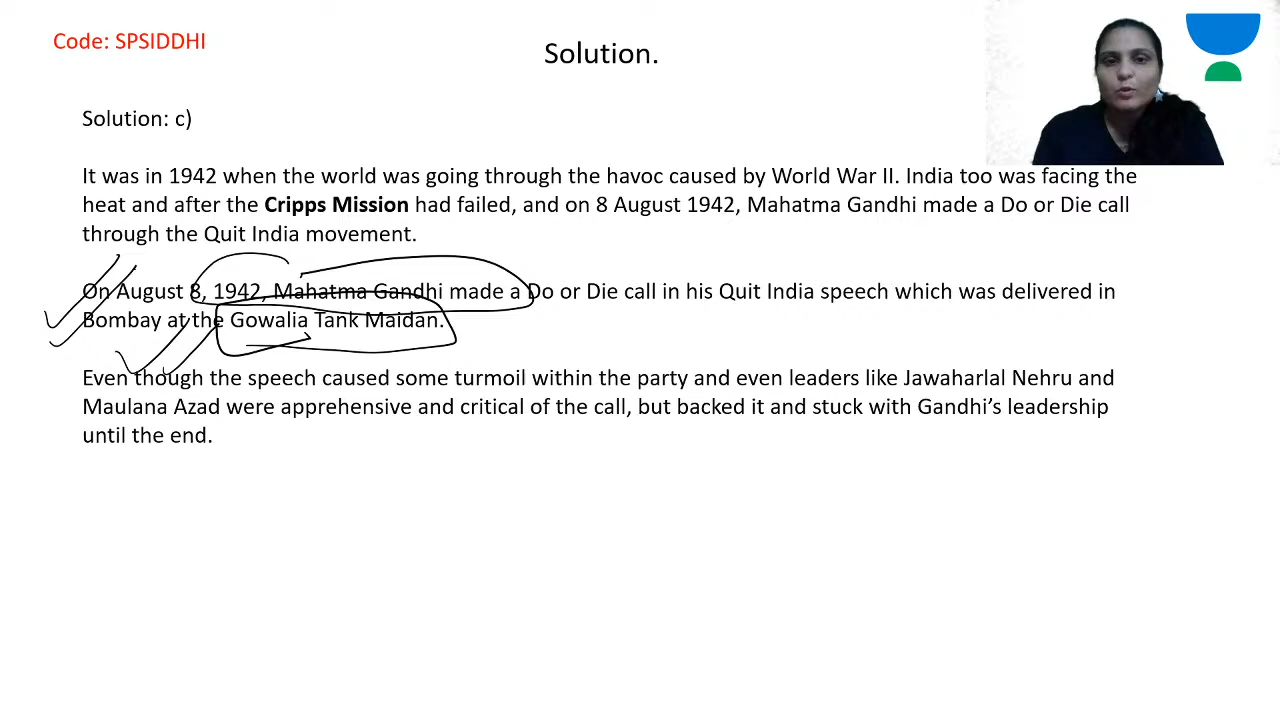 Code: SPSIDDHI
Solution.
Solution: c)
It was in 1942 when the world was going through the havoc caused by World War II. India too was facing the
heat and after the Cripps Mission had failed, and on 8 August 1942, Mahatma Gandhi made a Do or Die call
through the Quit India movement.
On August 8, 1942, Mahatma Gandhi made a Do or Die call in his Quit India speech which was delivered in
Bombay at the Gowalia Tank Maidan.
Even though the speech caused some turmoil within the party and even leaders like Jawaharlal Nehru and
Maulana Azad were apprehensive and critical of the call, but backed it and stuck with Gandhi’s leadership
until the end.